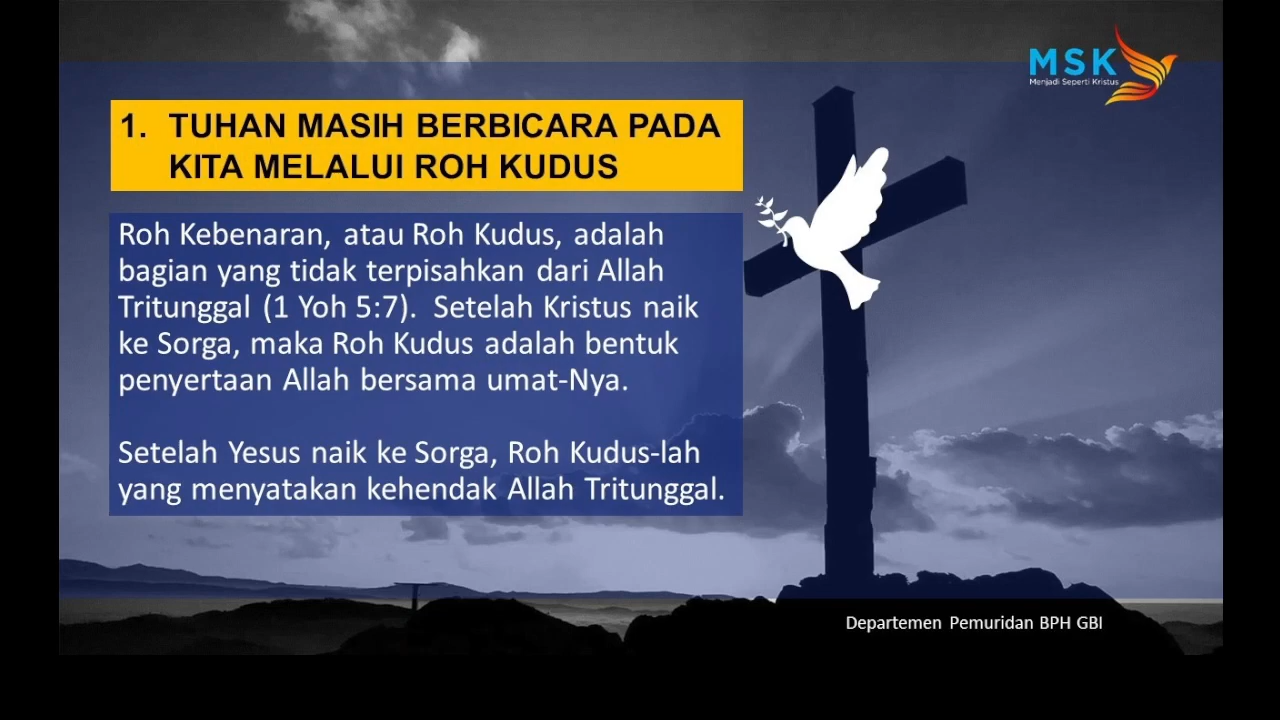 MSK
Menjadi Seperti Kristus
1. TUHAN MASIH BERBICARA PADA
KITA MELALUI ROH KUDUS
Roh Kebenaran, atau Roh Kudus, adalah
bagian yang tidak terpisahkan dari Allah
Tritunggal (1 Yoh 5:7). Setelah Kristus naik
ke Sorga, maka Roh Kudus adalah bentuk
penyertaan Allah bersama umat-Nya.
Setelah Yesus naik ke Sorga, Roh Kudus-lah
yang menyatakan kehendak Allah Tritunggal.
Departemen Pemuridan BPH GBI